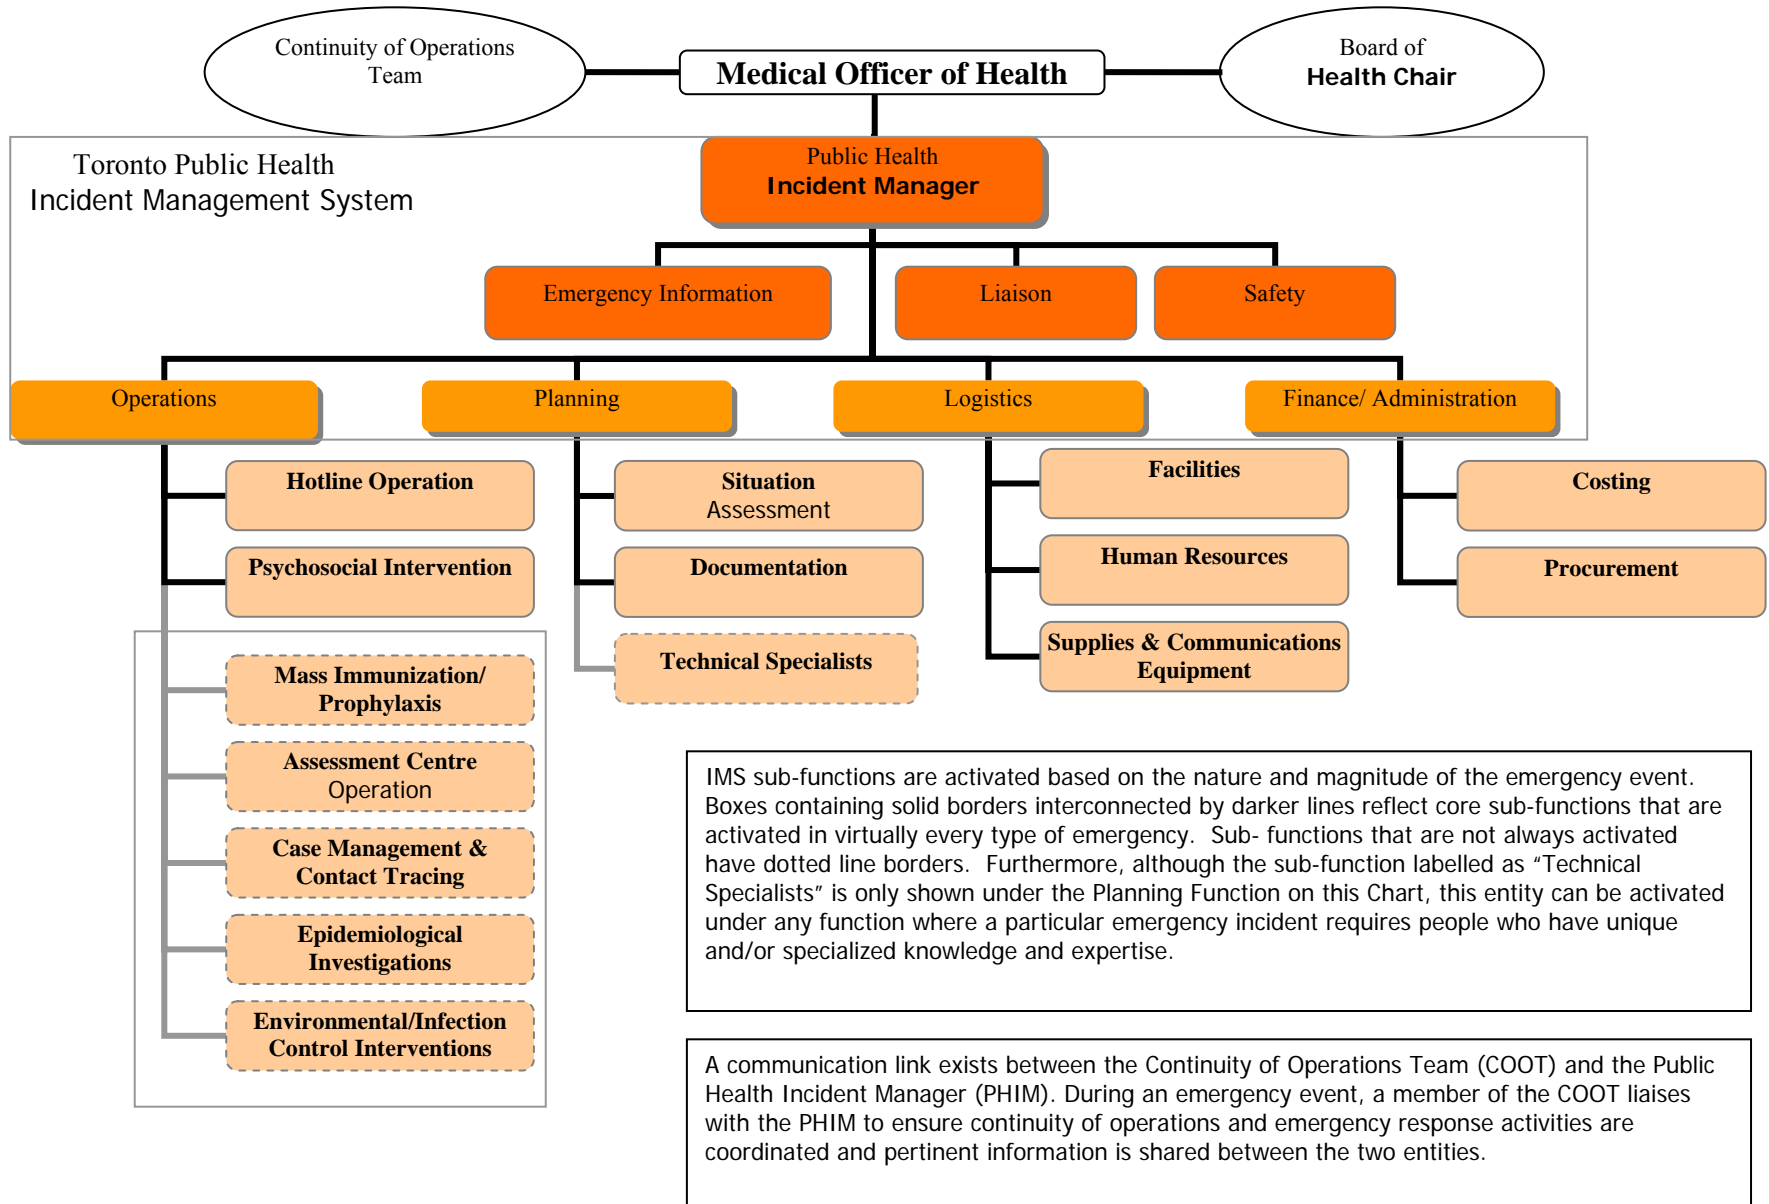 Continuity of Operations
Team
Medical Officer of Health
Board of
Health Chair
Toronto Public Health
Incident Management System
Public Health
Incident Manager
Emergency Information
Liaison
Safety
Operations
Planning
Logistics
Finance/ Administration
Hotline Operation
Psychosocial Intervention
Mass Immunization/
Prophylaxis
Assessment Centre
Operation
Case Management &
Contact Tracing
Epidemiological
Investigations
Environmental/Infection
Control Interventions
Situation
Assessment
Documentation
Technical Specialists
Facilities
Human Resources
Supplies & Communications
Equipment
Costing
Procurement
IMS sub-functions are activated based on the nature and magnitude of the emergency event.
Boxes containing solid borders interconnected by darker lines reflect core sub-functions that are
activated in virtually every type of emergency.  Sub- functions that are not always activated
have dotted line borders.  Furthermore, although the sub-function labelled as “Technical
Specialists” is only shown under the Planning Function on this Chart, this entity can be activated
under any function where a particular emergency incident requires people who have unique
and/or specialized knowledge and expertise.
A communication link exists between the Continuity of Operations Team (COOT) and the Public
Health Incident Manager (PHIM). During an emergency event, a member of the COOT liaises
with the PHIM to ensure continuity of operations and emergency response activities are
coordinated and pertinent information is shared between the two entities.